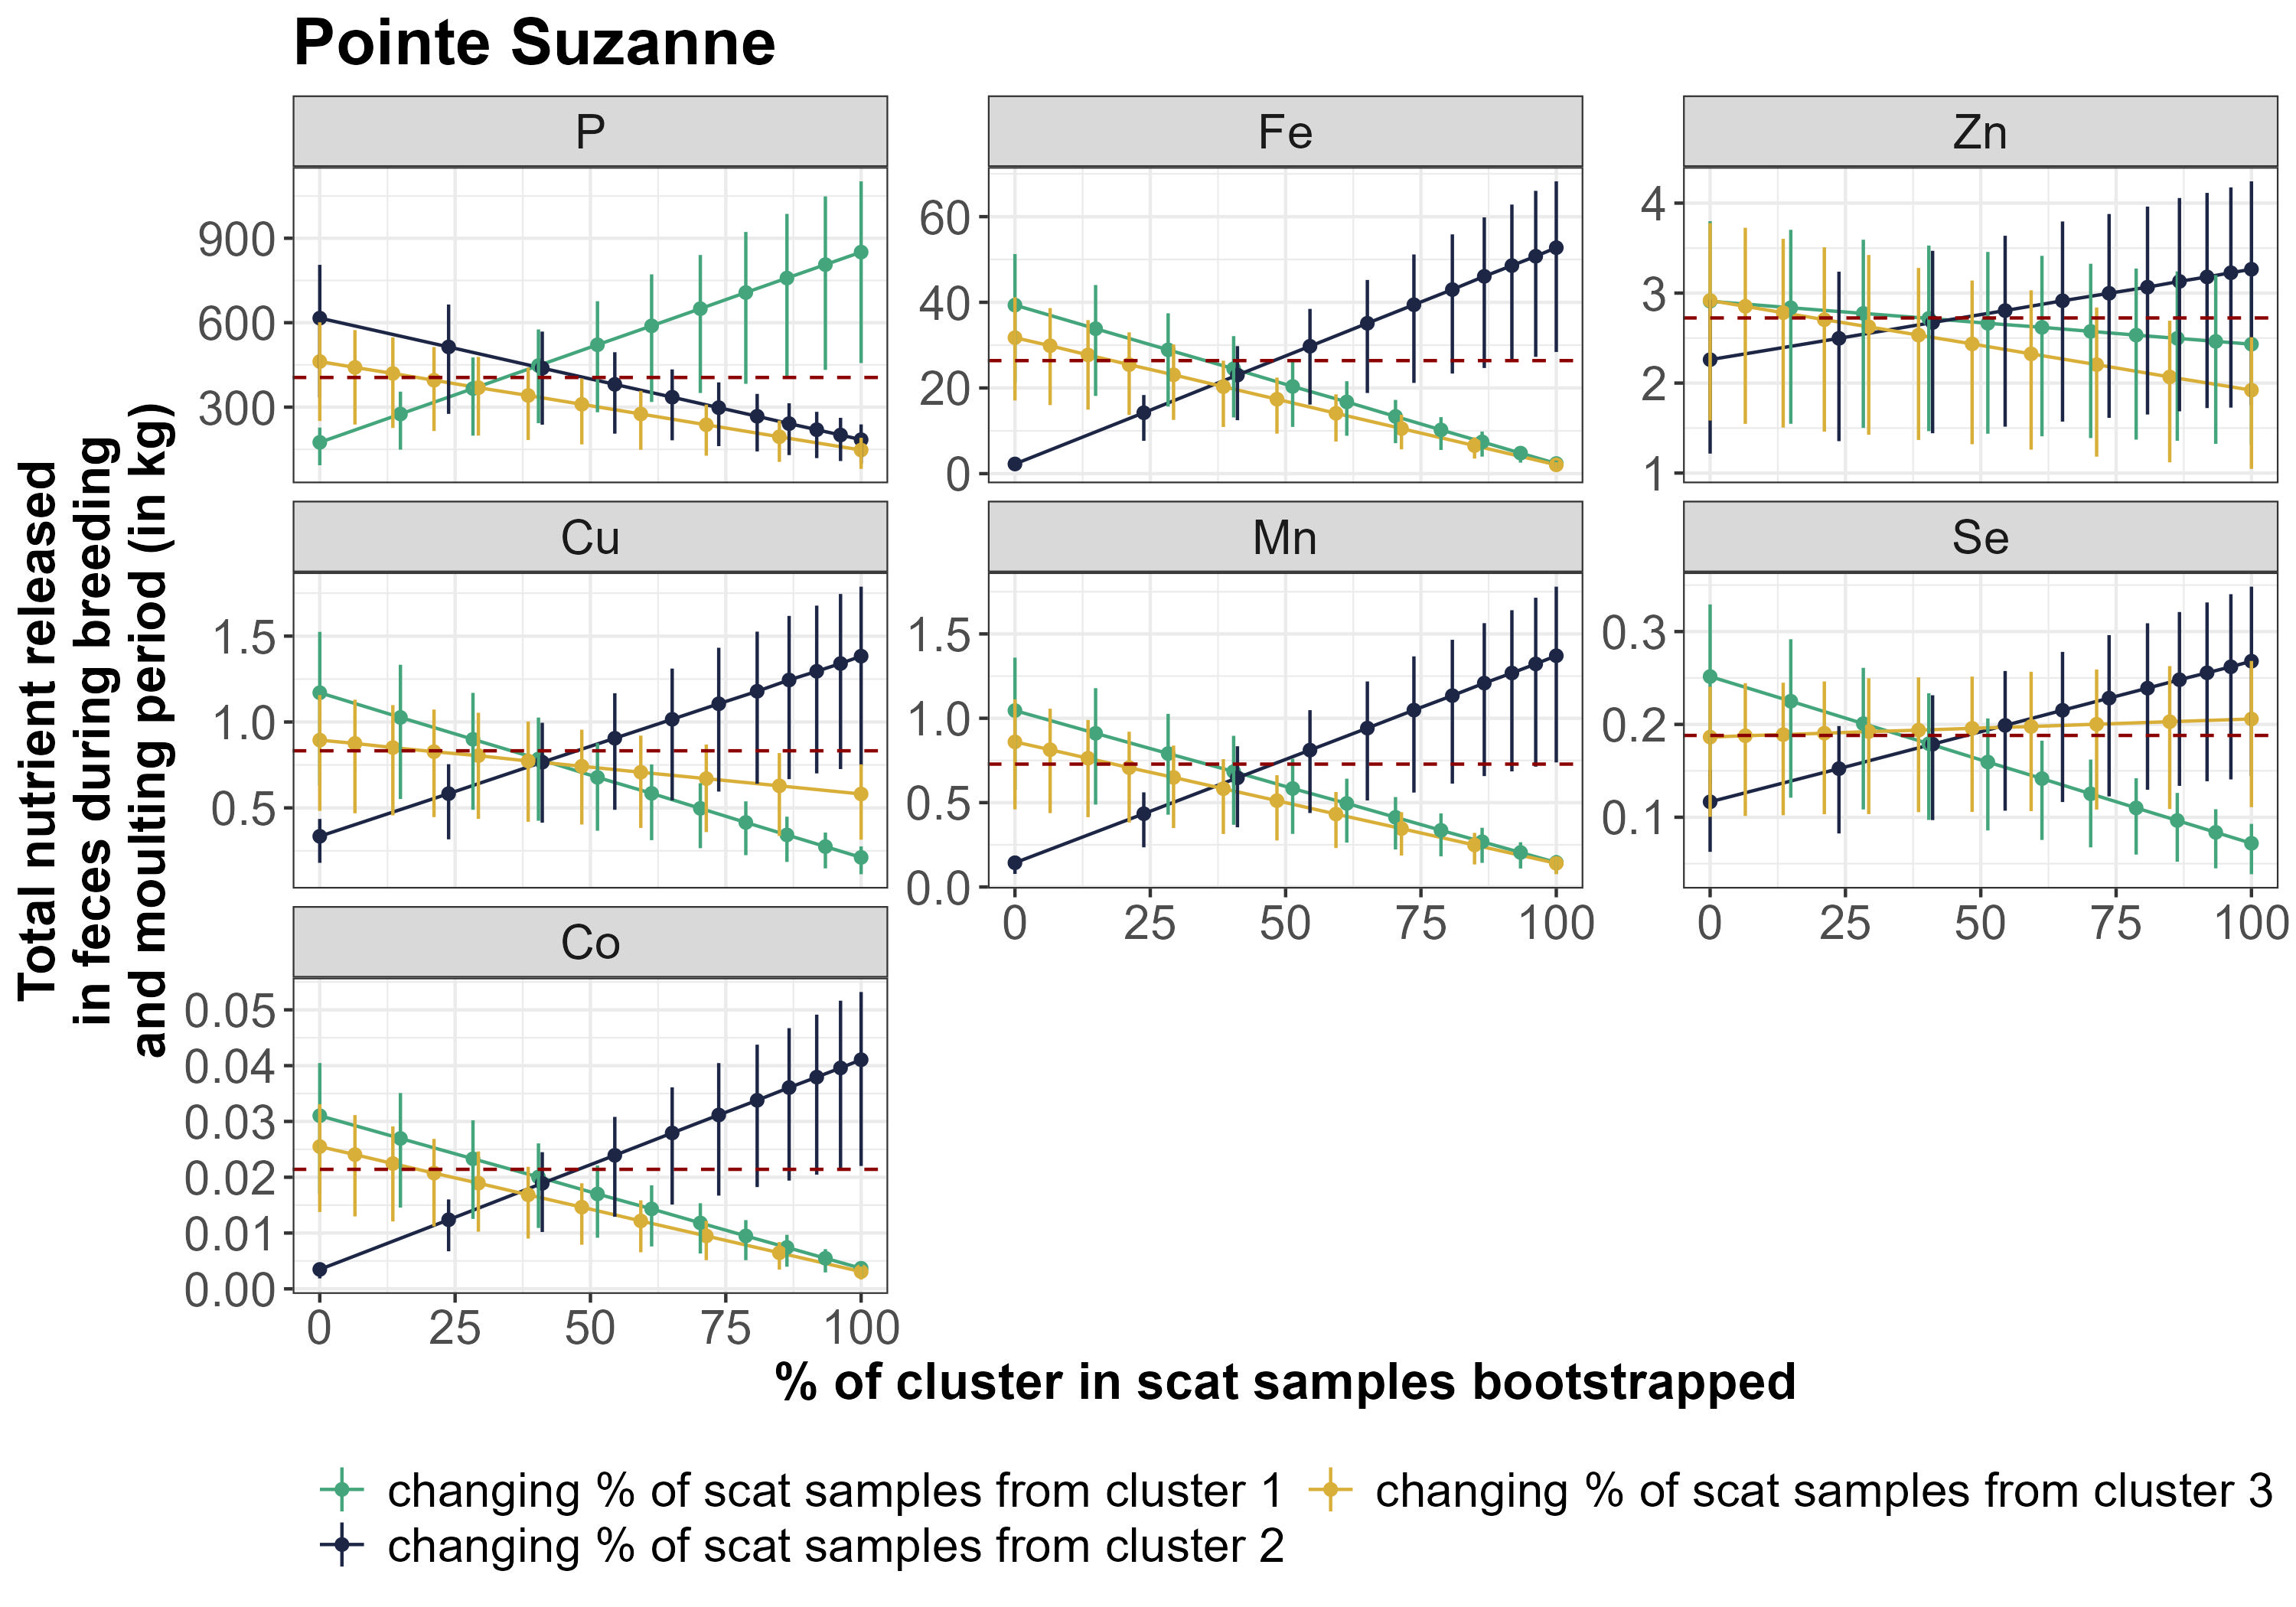 Pointe Suzanne
P
Fe
Zn
900
600
300
60
40
20
0
4
3
2
1
Cu
Mn
Se
1.5
1.0
0.5
1.5
1.0
0.5
0.0
0.3
0.2
0.1
0 25 50 75 100
0 25 50 75 100
Co
0.05
0.04
0.03
0.02
0.01
0.00
0 25 50 75 100
Total nutrient released
in feces during breeding
and moulting period (in kg)
% of cluster in scat samples bootstrapped
changing % of scat samples from cluster 1
changing % of scat samples from cluster 3
changing % of scat samples from cluster 2